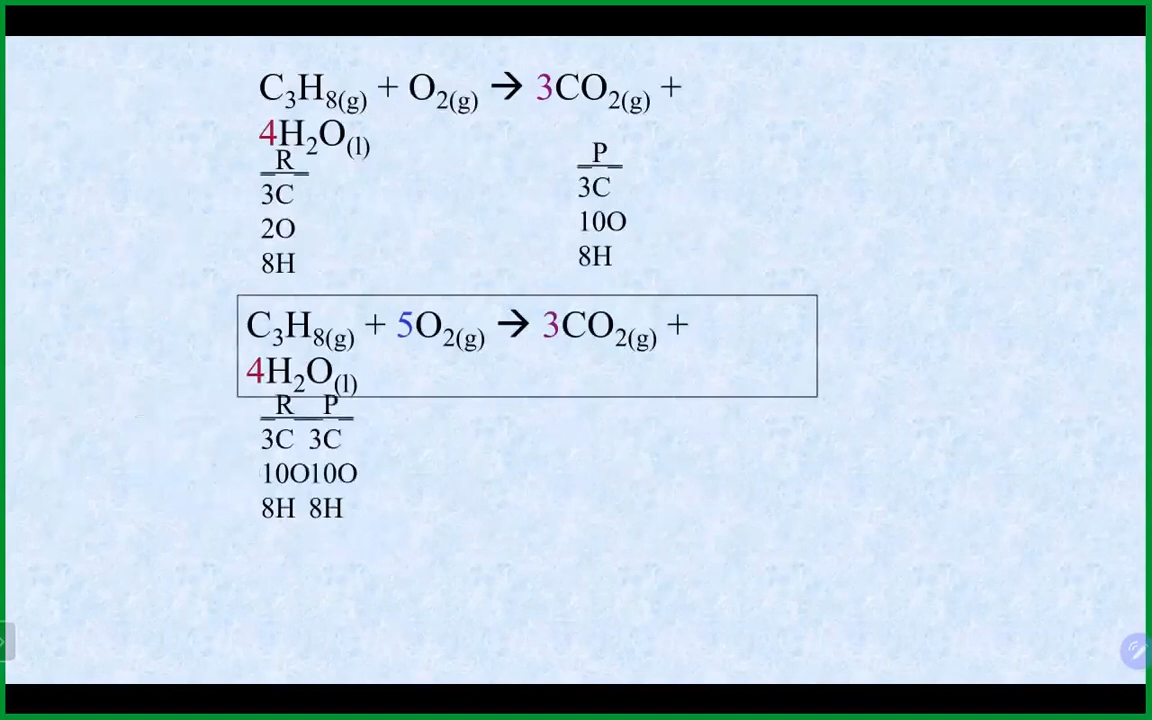 C₃H₈₍g₎ + O₂₍g₎ → 3CO₂₍g₎ +
4H₂O₍l₎
R
3C
2O
8H
P
3C
10O
8H
C₃H₈₍g₎ + 5O₂₍g₎ → 3CO₂₍g₎ +
4H₂O₍l₎
R P
3C 3C
10O10O
8H 8H